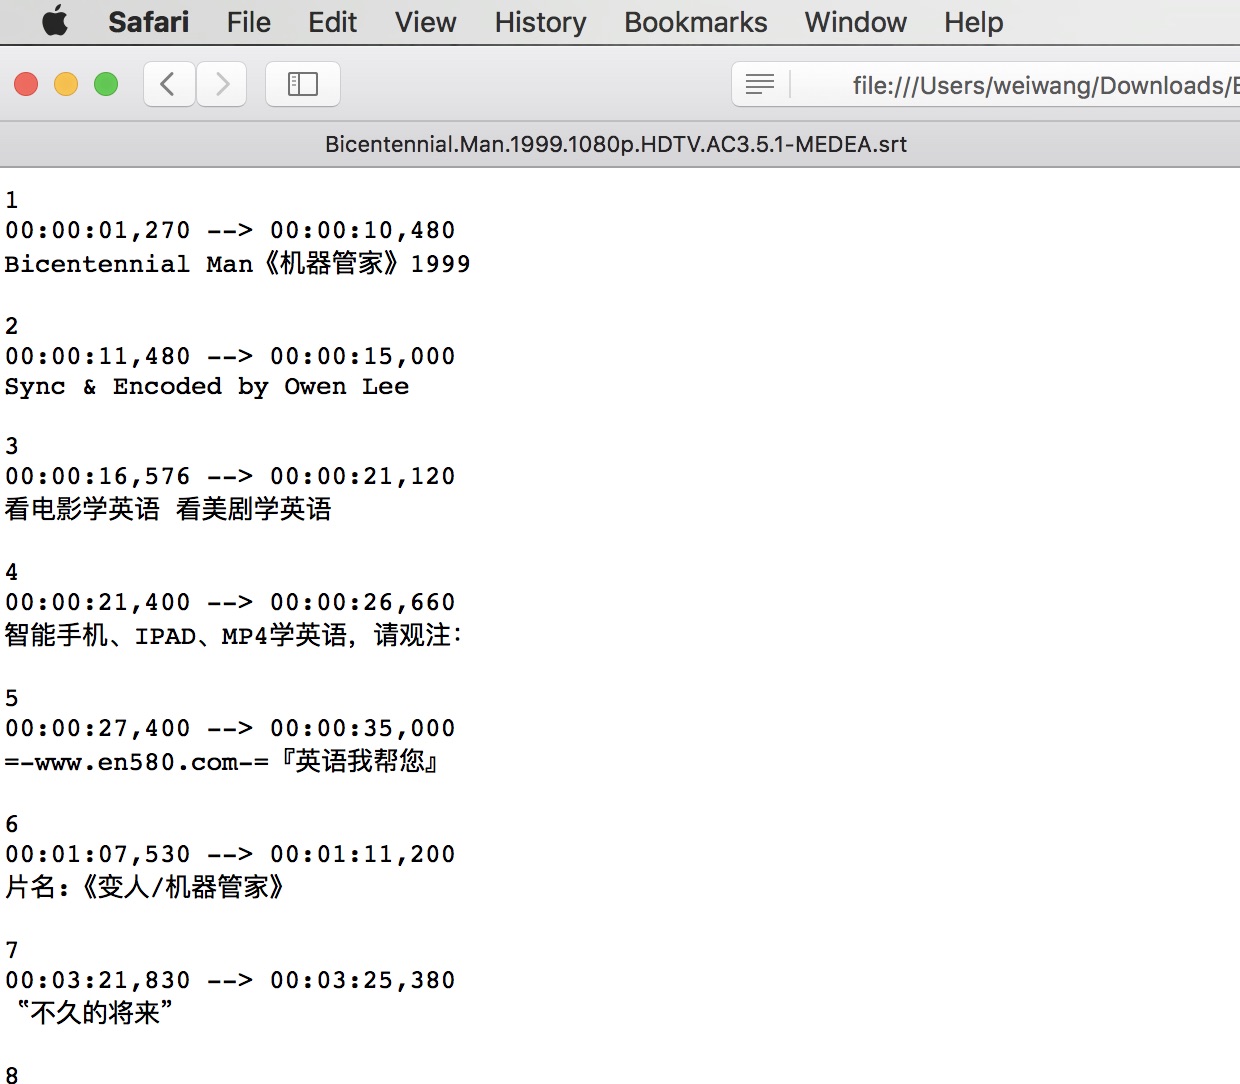 Safari File Edit View History Bookmarks Window Help
file:///Users/weiwang/Downloads/
Bicentennial.Man.1999.1080p.HDTV.AC3.5.1-MEDEA.srt
1
00:00:01,270 --> 00:00:10,480
Bicentennial Man《机器管家》1999
2
00:00:11,480 --> 00:00:15,000
Sync & Encoded by Owen Lee
3
00:00:16,576 --> 00:00:21,120
看电影学英语 看美剧学英语
4
00:00:21,400 --> 00:00:26,660
智能手机、IPAD、MP4学英语，请观注：
5
00:00:27,400 --> 00:00:35,000
=-www.en580.com-=『英语我帮您』
6
00:01:07,530 --> 00:01:11,200
片名：《变人/机器管家》
7
00:03:21,830 --> 00:03:25,380
〝不久的将来”
8